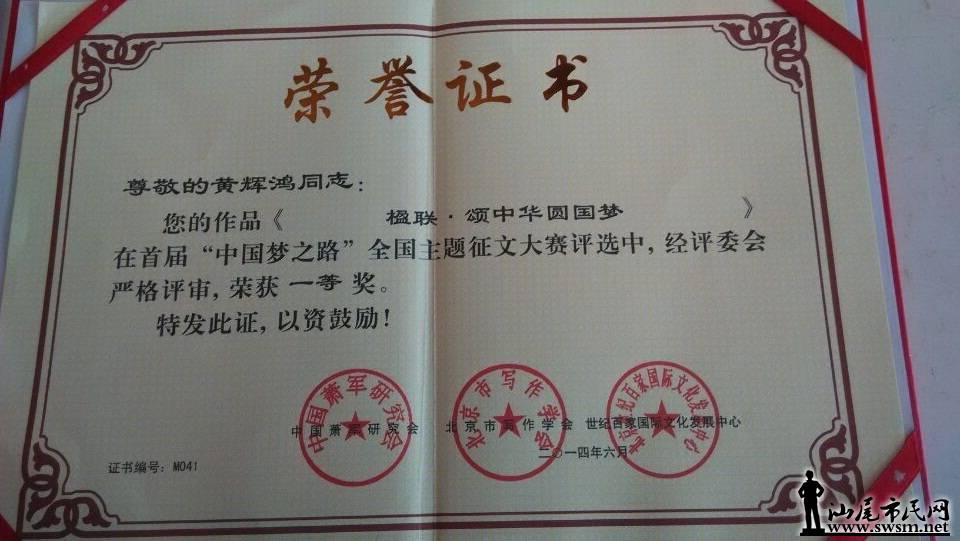 荣誉证书
尊敬的黄辉鸿同志:
您的作品《 楹联·颂中华圆国梦 》
在首届“中国梦之路”全国主题征文大赛评选中,经评委会
严格评审,荣获 一等 奖。
特发此证,以资鼓励!
中国萧军研究会
北京市写作学会
北京世纪百家国际文化发展中心
中国萧军研究会 北京市写作学会 世纪百家国际文化发展中心
二〇一四年六月
证书编号:M041
汕尾市民网
www.swsm.net